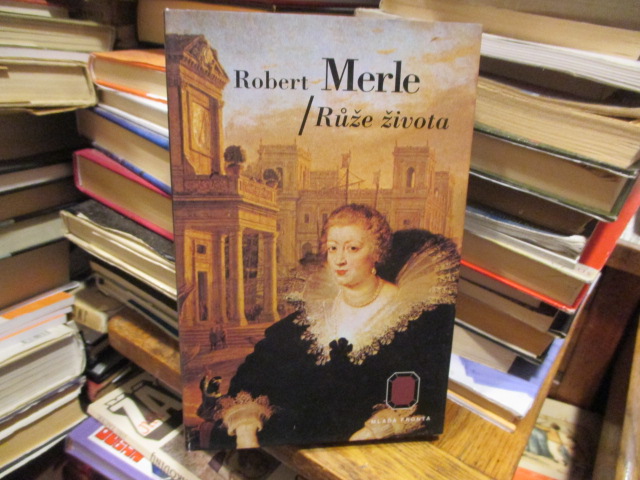 Robert Merle
/ Růže života
MLADÁ FRONTA